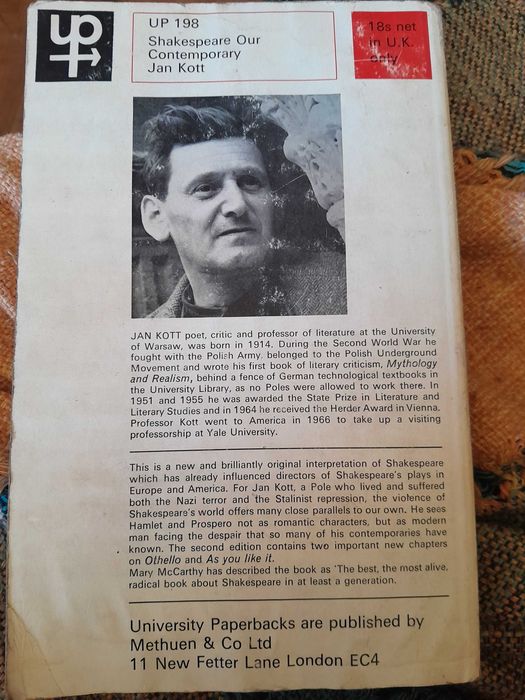 up
UP 198
Shakespeare Our
Contemporary
Jan Kott
18s net
in U.K.
only
JAN KOTT poet, critic and professor of literature at the University
of Warsaw, was born in 1914. During the Second World War he
fought with the Polish Army, belonged to the Polish Underground
Movement and wrote his first book of literary criticism, Mythology
and Realism, behind a fence of German technological textbooks in
the University Library, as no Poles were allowed to work there. In
1951 and 1955 he was awarded the State Prize in Literature and
Literary Studies and in 1964 he received the Herder Award in Vienna.
Professor Kott went to America in 1966 to take up a visiting
professorship at Yale University.
This is a new and brilliantly original interpretation of Shakespeare
which has already influenced directors of Shakespeare's plays in
Europe and America. For Jan Kott, a Pole who lived and suffered
both the Nazi terror and the Stalinist repression, the violence of
Shakespeare's world offers many close parallels to our own. He sees
Hamlet and Prospero not as romantic characters, but as modern
man facing the despair that so many of his contemporaries have
known. The second edition contains two important new chapters
on Othello and As you like it.
Mary McCarthy has described the book as 'The best, the most alive,
radical book about Shakespeare in at least a generation.
University Paperbacks are published by
Methuen & Co Ltd
11 New Fetter Lane London EC4